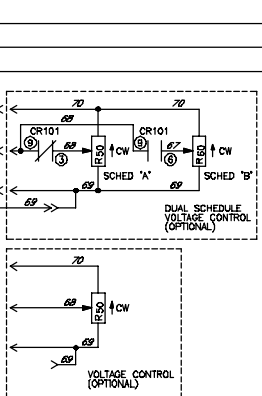 70 70
68
CR101 CR101
9 8
68 67
R50 CW R60 CW
3 6
SCHED "A" SCHED "B"
69 69
69
DUAL SCHEDULE
VOLTAGE CONTROL
(OPTIONAL)
70
68 R50 CW
69
69
VOLTAGE CONTROL
(OPTIONAL)